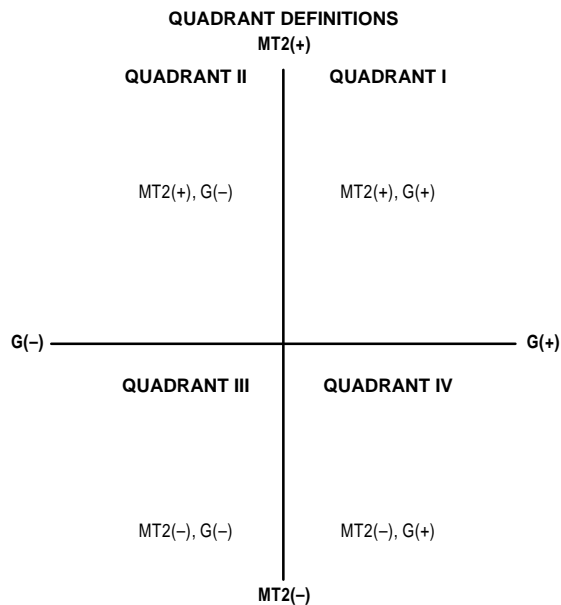 QUADRANT DEFINITIONS
MT2(+)
QUADRANT II QUADRANT I
MT2(+), G(–) MT2(+), G(+)
G(–) G(+)
QUADRANT III QUADRANT IV
MT2(–), G(–) MT2(–), G(+)
MT2(–)